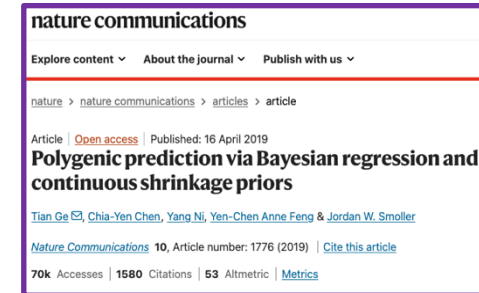 nature communications
Explore content About the journal Publish with us
nature > nature communications > articles > article
Article | Open access | Published: 16 April 2019
Polygenic prediction via Bayesian regression and
continuous shrinkage priors
Tian Ge, Chia-Yen Chen, Yang Ni, Yen-Chen Anne Feng & Jordan W. Smoller
Nature Communications 10, Article number: 1776 (2019) | Cite this article
70k Accesses | 1580 Citations | 53 Altmetric | Metrics